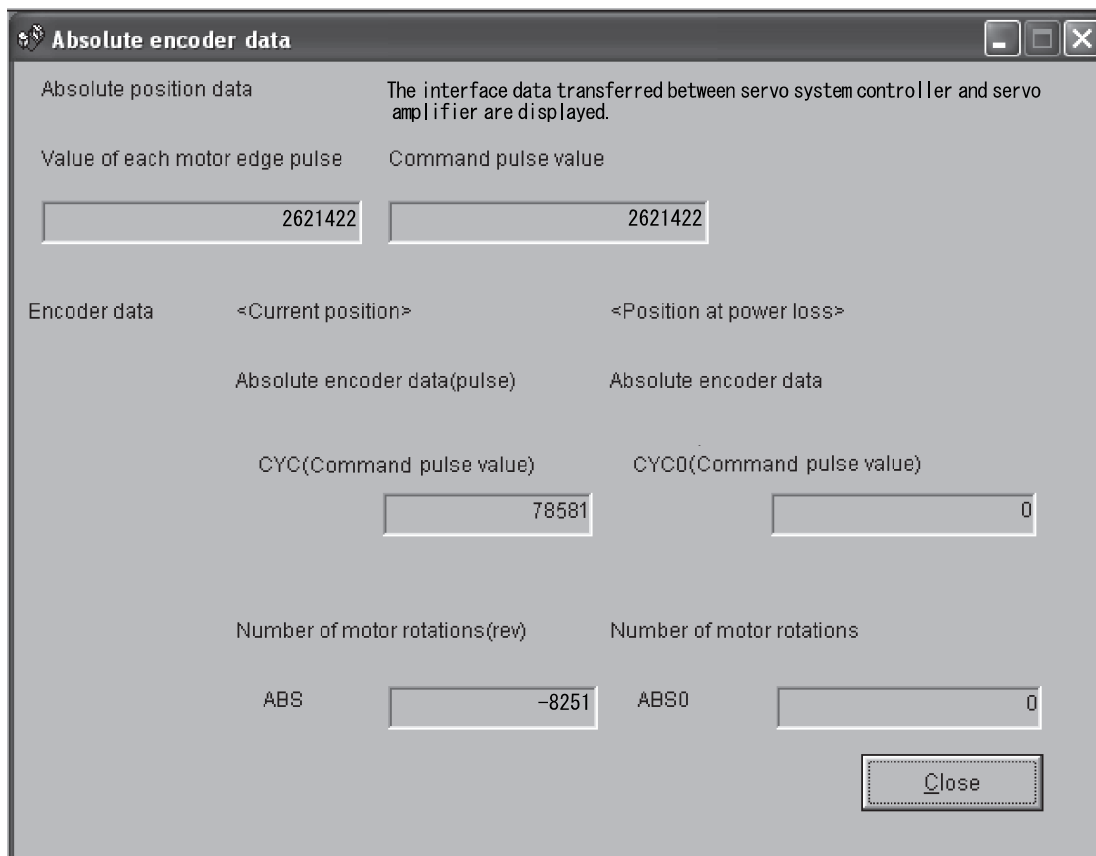 Absolute encoder data
Absolute position data
The interface data transferred between servo system controller and servo
amplifier are displayed.
Value of each motor edge pulse
Command pulse value
2621422
2621422
Encoder data
<Current position>
<Position at power loss>
Absolute encoder data(pulse)
Absolute encoder data
CYC(Command pulse value)
CYC0(Command pulse value)
78581
0
Number of motor rotations(rev)
Number of motor rotations
ABS
-8251
ABS0
0
Close